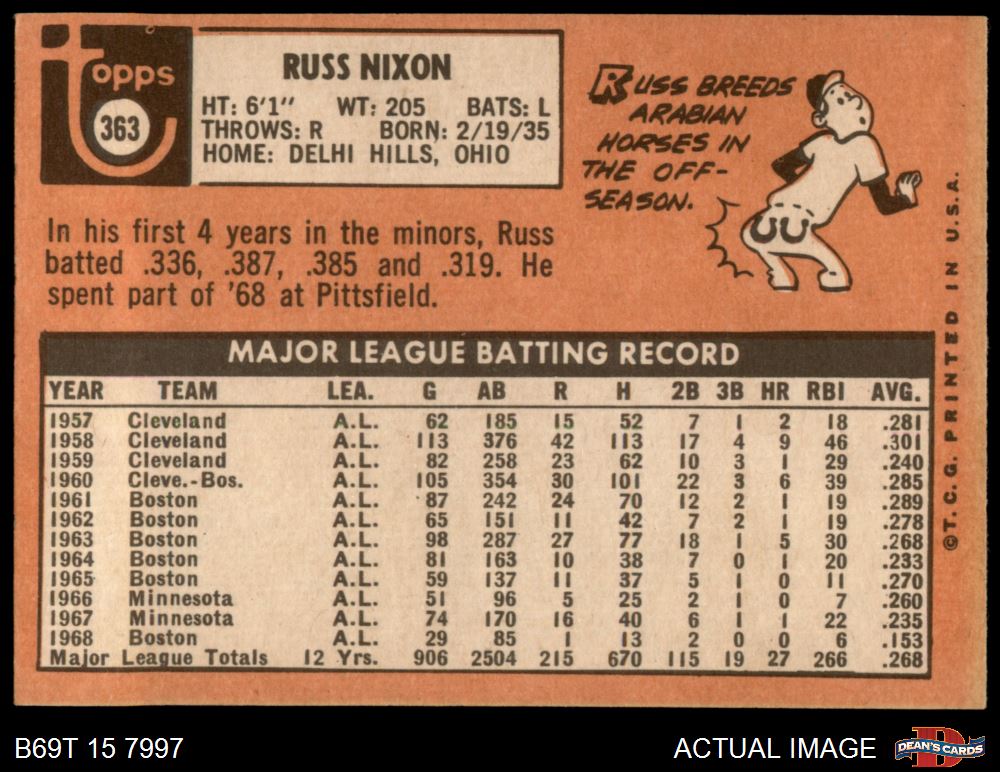 Topps
363
RUSS NIXON
HT: 6'1" WT: 205 BATS: L
THROWS: R BORN: 2/19/35
HOME: DELHI HILLS, OHIO
RUSS BREEDS
ARABIAN
HORSES IN
THE OFF-
SEASON.
In his first 4 years in the minors, Russ
batted .336, .387, .385 and .319. He
spent part of '68 at Pittsfield.
MAJOR LEAGUE BATTING RECORD
YEAR TEAM LEA. G AB R H 2B 3B HR RBI AVG.
1957 Cleveland A.L. 62 185 15 52 7 1 2 18 .281
1958 Cleveland A.L. 113 376 42 113 17 4 9 46 .301
1959 Cleveland A.L. 82 258 23 62 10 3 1 29 .240
1960 Cleve.-Bos. A.L. 105 354 30 101 22 3 6 39 .285
1961 Boston A.L. 87 242 24 70 12 2 1 19 .289
1962 Boston A.L. 65 151 11 42 7 2 1 19 .278
1963 Boston A.L. 98 287 27 77 18 1 5 30 .268
1964 Boston A.L. 81 163 10 38 7 0 1 20 .233
1965 Boston A.L. 59 137 11 37 5 1 0 11 .270
1966 Minnesota A.L. 51 96 5 25 2 1 0 7 .260
1967 Minnesota A.L. 74 170 16 40 6 1 1 22 .235
1968 Boston A.L. 29 85 1 13 2 0 0 6 .153
Major League Totals 12 Yrs. 906 2504 215 670 115 19 27 266 .268
©T.C.G. PRINTED IN U.S.A.
B69T 15 7997
ACTUAL IMAGE
DEAN'S CARDS